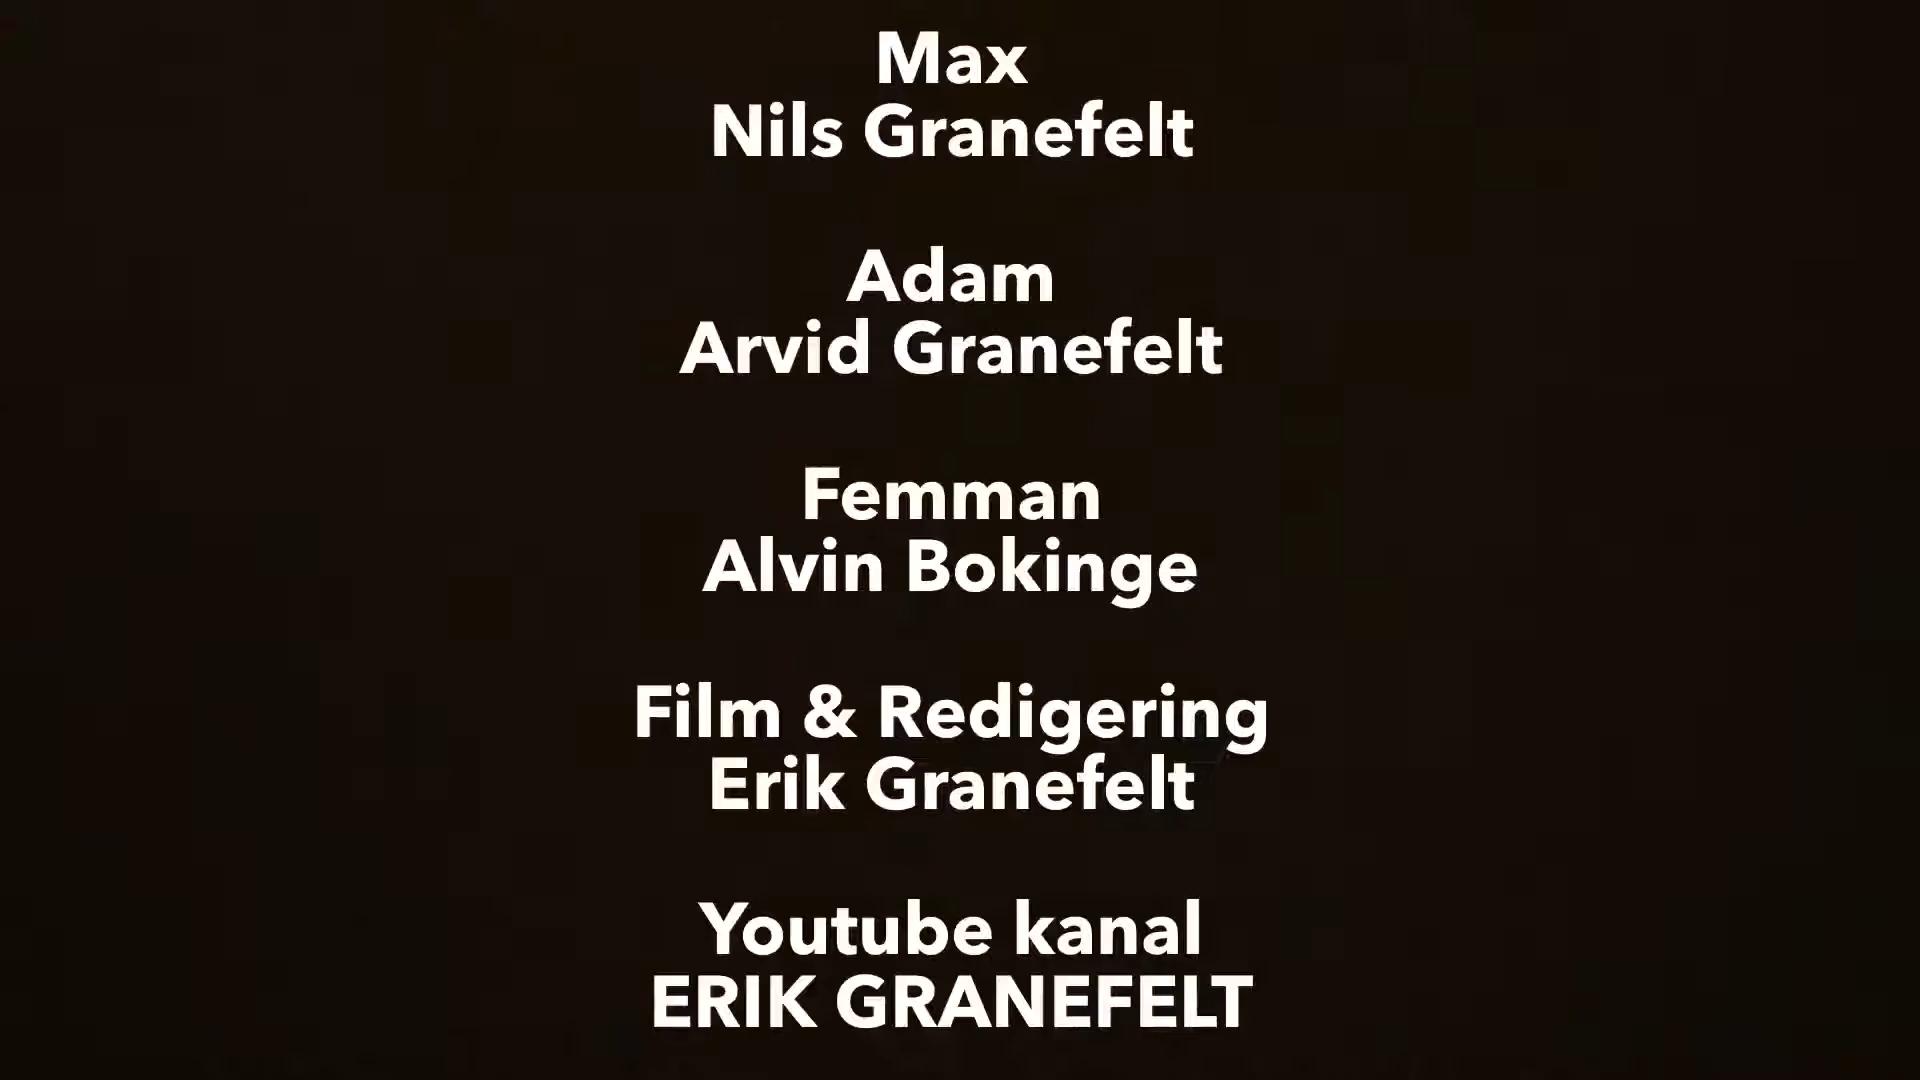 Max
Nils Granefelt
Adam
Arvid Granefelt
Femman
Alvin Bokinge
Film & Redigering
Erik Granefelt
Youtube kanal
ERIK GRANEFELT